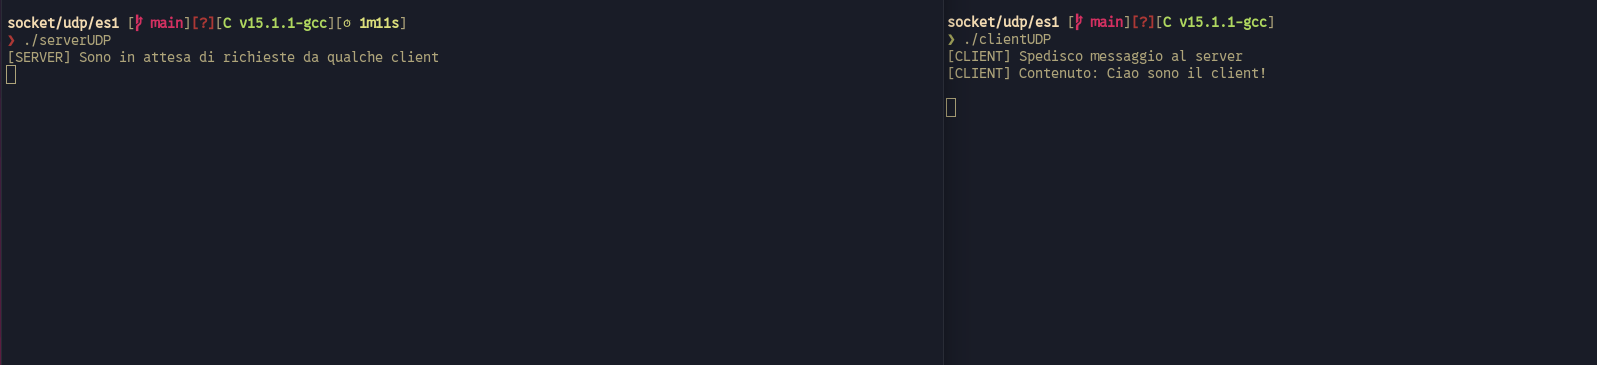 socket/udp/es1 [ main][?][C v15.1.1-gcc][⏱ 1m11s]
❯ ./serverUDP
[SERVER] Sono in attesa di richieste da qualche client
socket/udp/es1 [ main][?][C v15.1.1-gcc]
❯ ./clientUDP
[CLIENT] Spedisco messaggio al server
[CLIENT] Contenuto: Ciao sono il client!